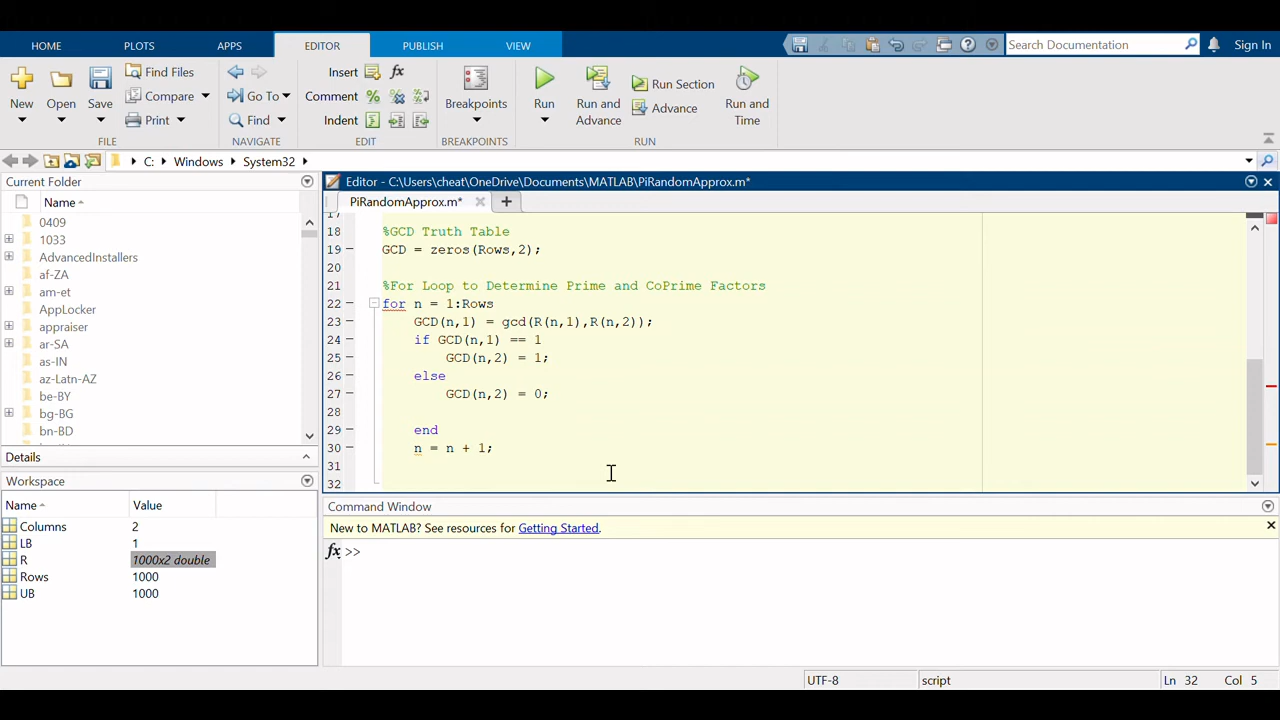 HOME PLOTS APPS EDITOR PUBLISH VIEW Search Documentation Sign In
New Open Save Find Files Compare Print
FILE
Go To Find
NAVIGATE
Insert fx
Comment %
Indent
EDIT
Breakpoints
BREAKPOINTS
Run Run and Advance Run Section Advance Run and Time
RUN
C: Windows System32
Current Folder
Name
0409
1033
AdvancedInstallers
af-ZA
am-et
AppLocker
appraiser
ar-SA
as-IN
az-Latn-AZ
be-BY
bg-BG
bn-BD
Details
Workspace
Name Value
Columns 2
LB 1
R 1000x2 double
Rows 1000
UB 1000
Editor - C:\Users\cheat\OneDrive\Documents\MATLAB\PiRandomApprox.m*
PiRandomApprox.m*
17
18 %GCD Truth Table
19 GCD = zeros(Rows,2);
20
21 %For Loop to Determine Prime and CoPrime Factors
22 for n = 1:Rows
23 GCD(n,1) = gcd(R(n,1),R(n,2));
24 if GCD(n,1) == 1
25 GCD(n,2) = 1;
26 else
27 GCD(n,2) = 0;
28
29 end
30 n = n + 1;
31
32
Command Window
New to MATLAB? See resources for Getting Started.
fx >>
UTF-8 script Ln 32 Col 5